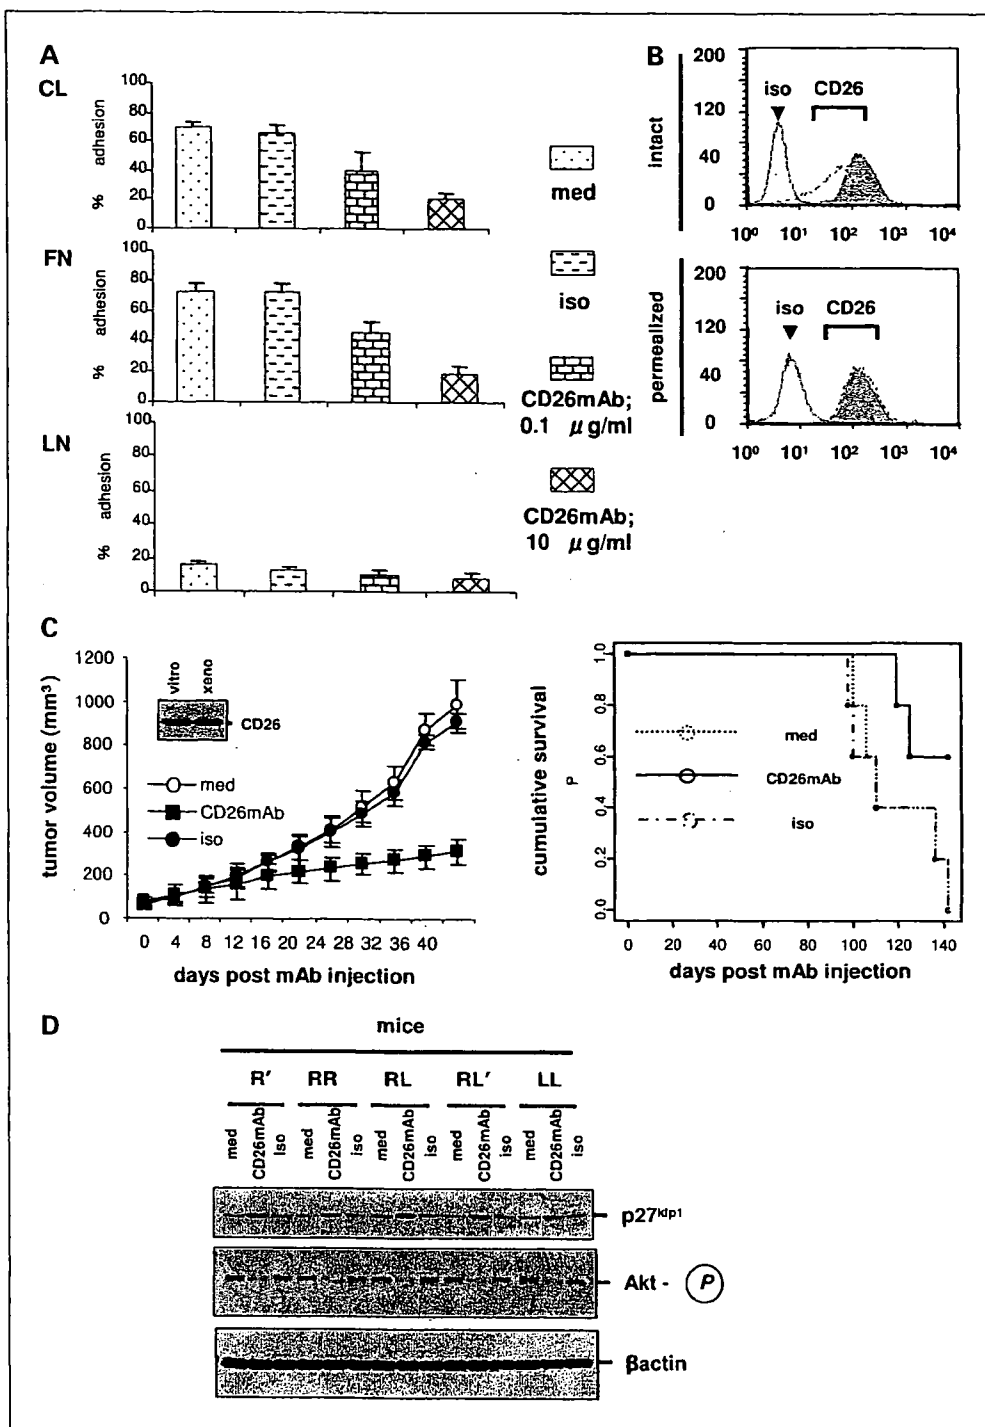 A
CL
% adhesion
100
80
60
40
20
0
FN
% adhesion
100
80
60
40
20
0
LN
% adhesion
100
80
60
40
20
0
med
iso
CD26mAb;
0.1 μg/ml
CD26mAb;
10 μg/ml
B
intact
200
120
40
0
iso
CD26
10⁰ 10¹ 10² 10³ 10⁴
permealized
200
120
40
0
iso
CD26
10⁰ 10¹ 10² 10³ 10⁴
C
tumor volume (mm³)
1200
1000
800
600
400
200
0
vitro xeno
CD26
med
CD26mAb
iso
0 4 8 12 16 20 24 28 32 36 40
days post mAb injection
cumulative survival
P
1.0
0.8
0.6
0.4
0.2
0.0
med
CD26mAb
iso
0 20 40 60 80 100 120 140
days post mAb injection
D
mice
R' RR RL RL' LL
med CD26mAb iso med CD26mAb iso med CD26mAb iso med CD26mAb iso med CD26mAb iso
p27ᵏⁱᵖ¹
Akt - P
βactin